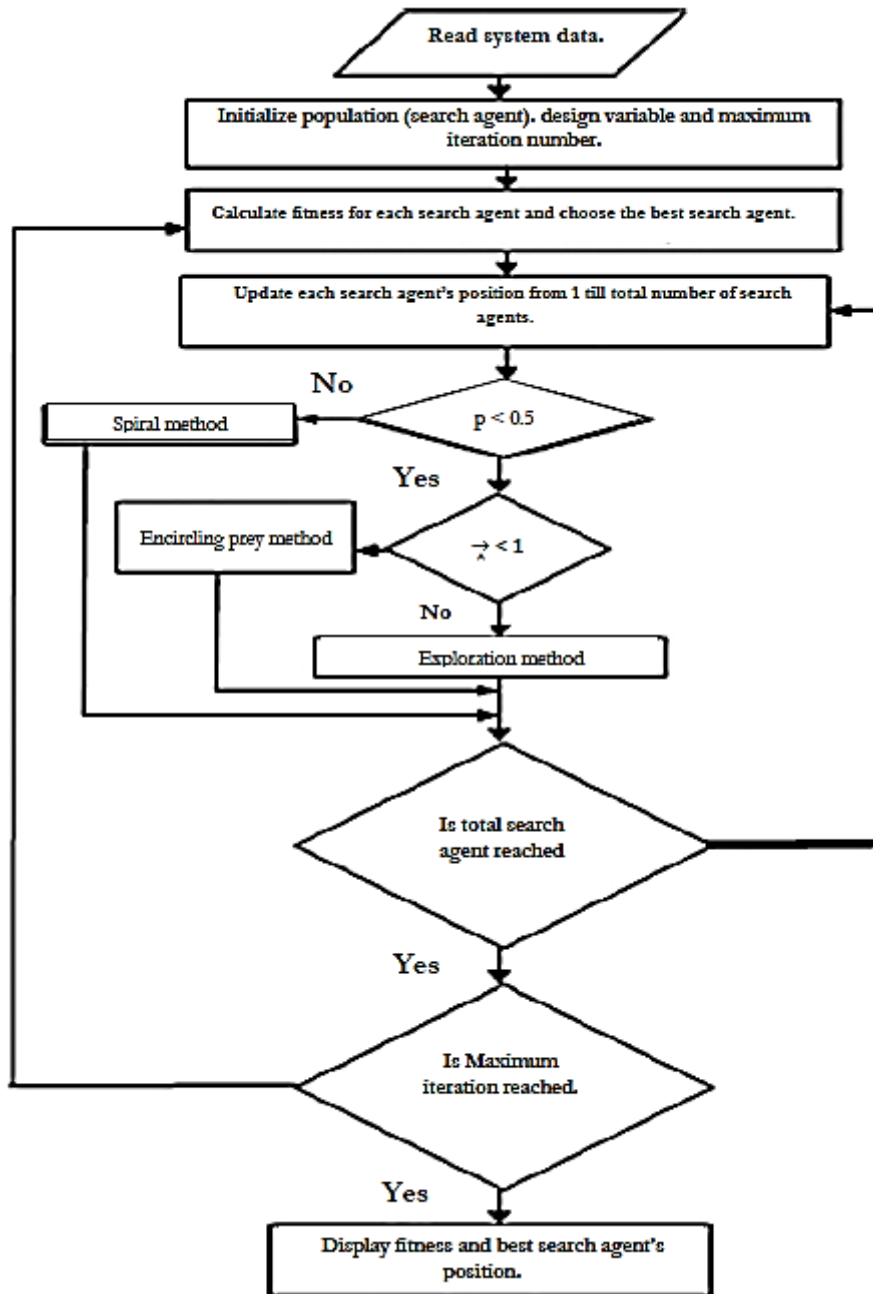 Read system data.
Initialize population (search agent). design variable and maximum
iteration number.
Calculate fitness for each search agent and choose the best search agent.
Update each search agent's position from 1 till total number of search
agents.
No
p < 0.5
Spiral method
Yes
Encircling prey method
→ < 1
A
No
Exploration method
Is total search
agent reached
Yes
Is Maximum
iteration reached.
Yes
Display fitness and best search agent's
position.